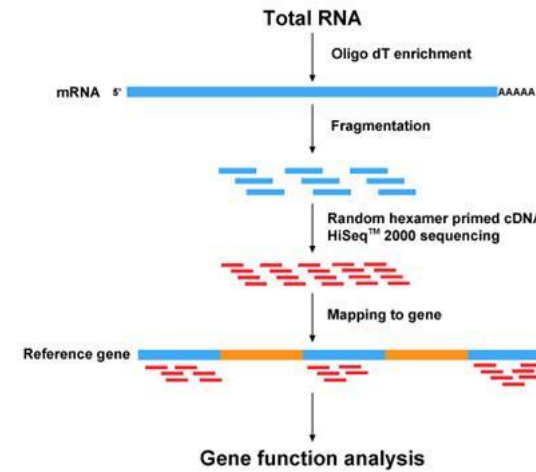 Total RNA
Oligo dT enrichment
mRNA 5' AAAAA
Fragmentation
Random hexamer primed cDNA
HiSeq™ 2000 sequencing
Mapping to gene
Reference gene
Gene function analysis